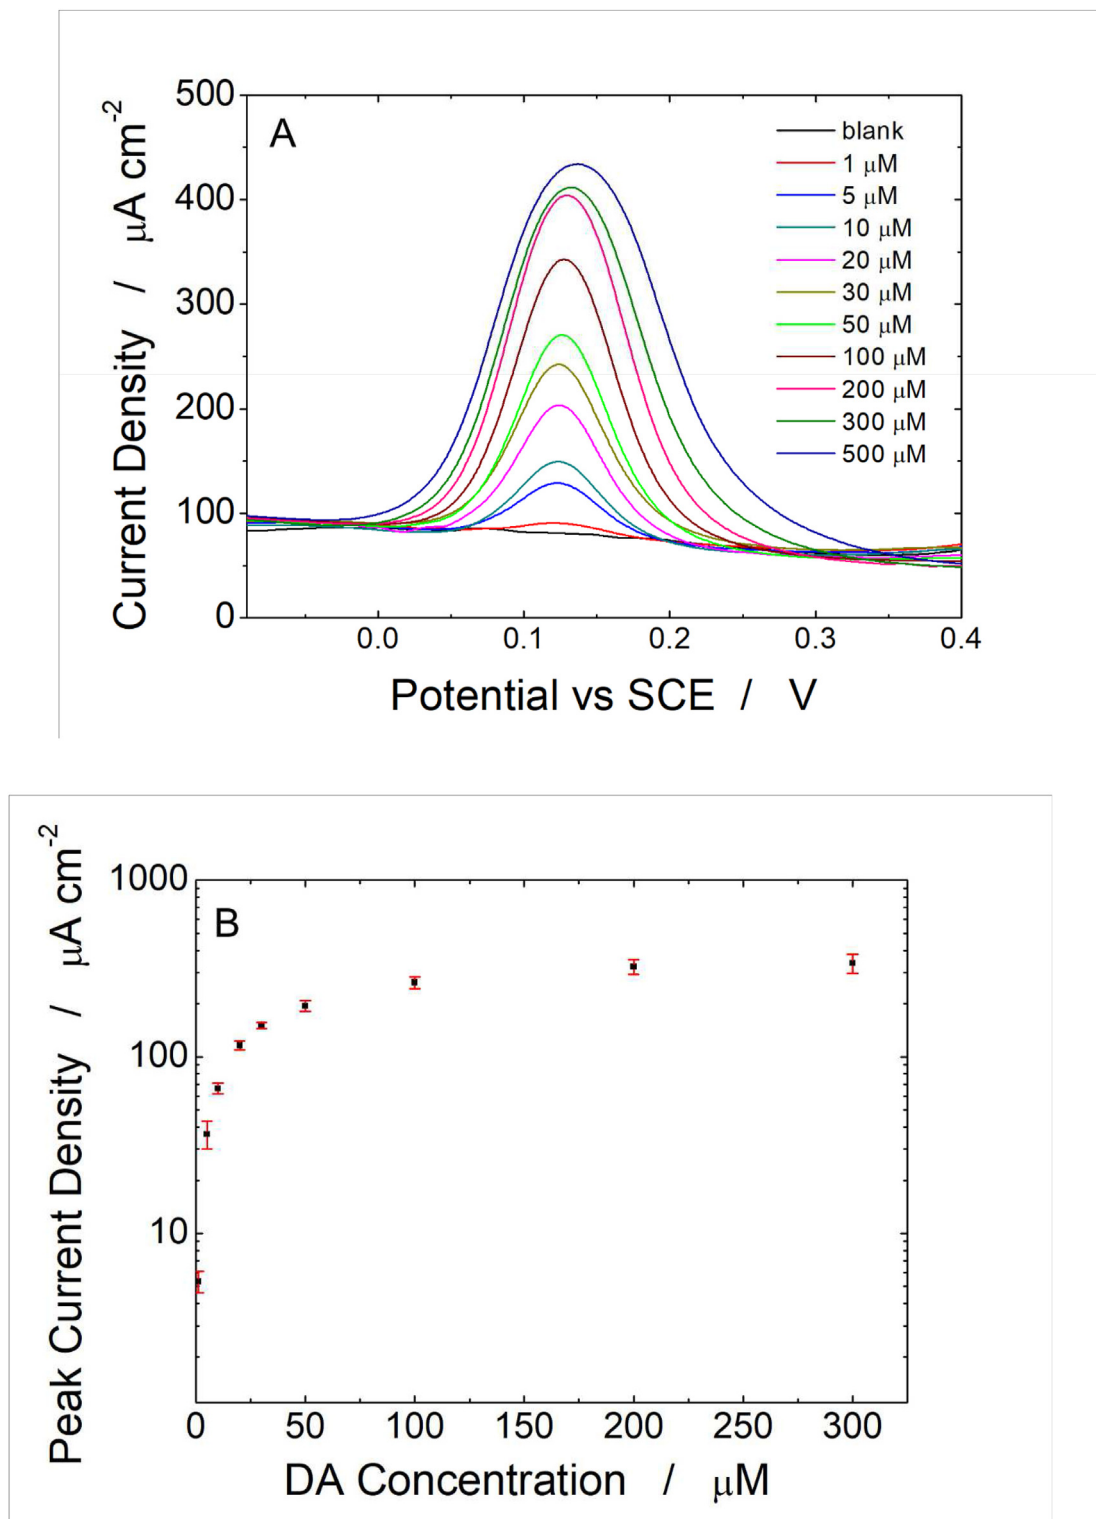 A
500
400
300
200
100
0
Current Density / μA cm-2
blank
1 μM
5 μM
10 μM
20 μM
30 μM
50 μM
100 μM
200 μM
300 μM
500 μM
0.0 0.1 0.2 0.3 0.4
Potential vs SCE / V
B
1000
100
10
Peak Current Density / μA cm-2
0 50 100 150 200 250 300
DA Concentration / μM